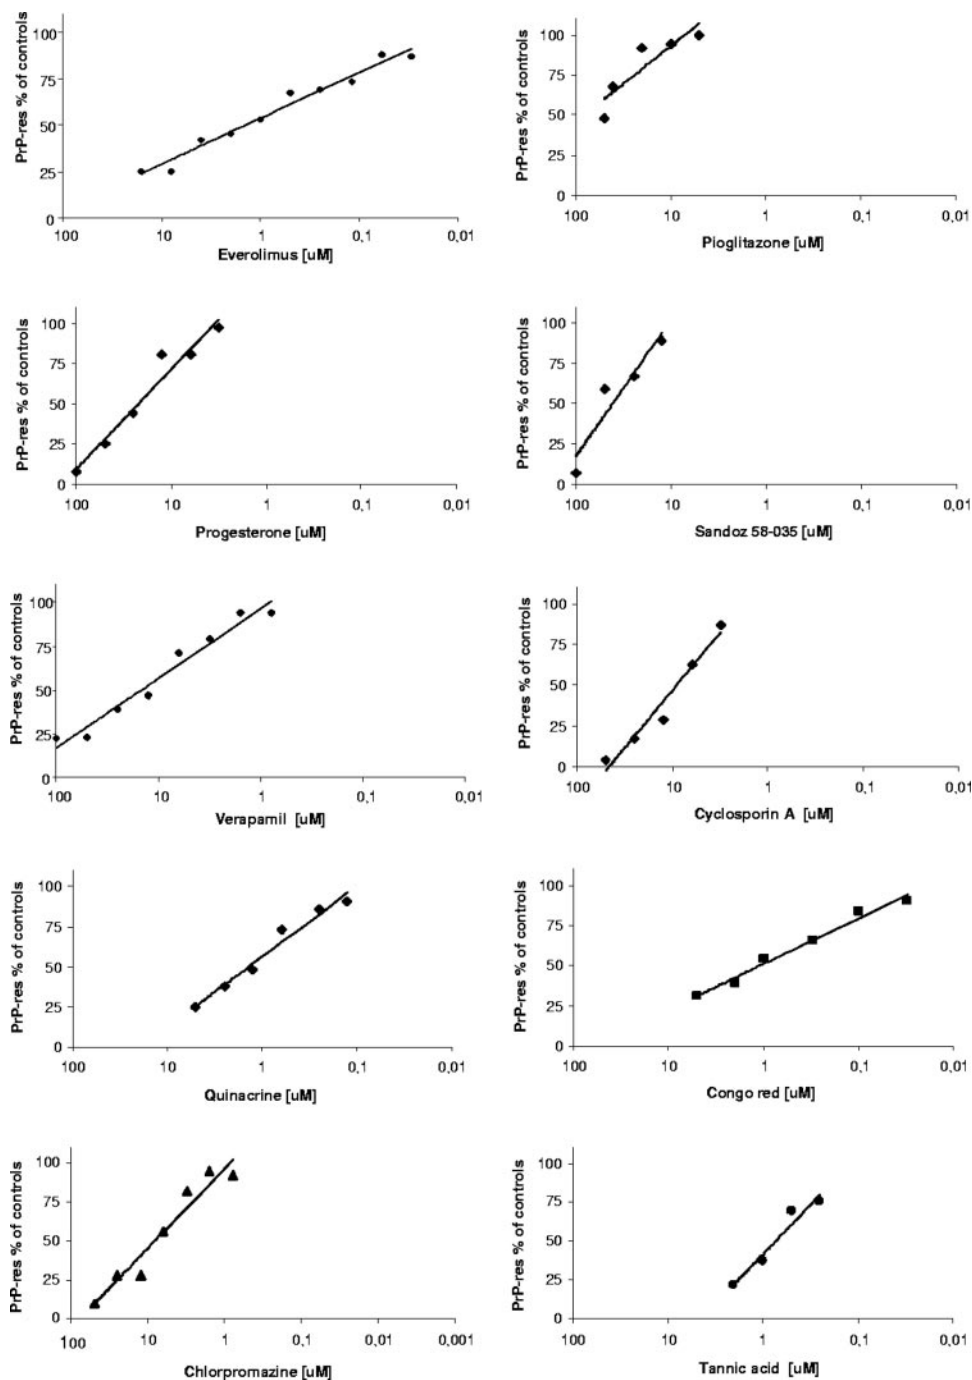 PrP-res % of controls
100
75
50
25
0
100 10 1 0,1 0,01
Everolimus [uM]
PrP-res % of controls
100
75
50
25
0
100 10 1 0,1 0,01
Pioglitazone [uM]
PrP-res % of controls
100
75
50
25
0
100 10 1 0,1 0,01
Progesterone [uM]
PrP-res % of controls
100
75
50
25
0
100 10 1 0,1 0,01
Sandoz 58-035 [uM]
PrP-res % of controls
100
75
50
25
0
100 10 1 0,1 0,01
Verapamil [uM]
PrP-res % of controls
100
75
50
25
0
100 10 1 0,1 0,01
Cyclosporin A [uM]
PrP-res % of controls
100
75
50
25
0
100 10 1 0,1 0,01
Quinacrine [uM]
PrP-res % of controls
100
75
50
25
0
100 10 1 0,1 0,01
Congo red [uM]
PrP-res % of controls
100
75
50
25
0
100 10 1 0,1 0,01 0,001
Chlorpromazine [uM]
PrP-res % of controls
100
75
50
25
0
100 10 1 0,1 0,01
Tannic acid [uM]